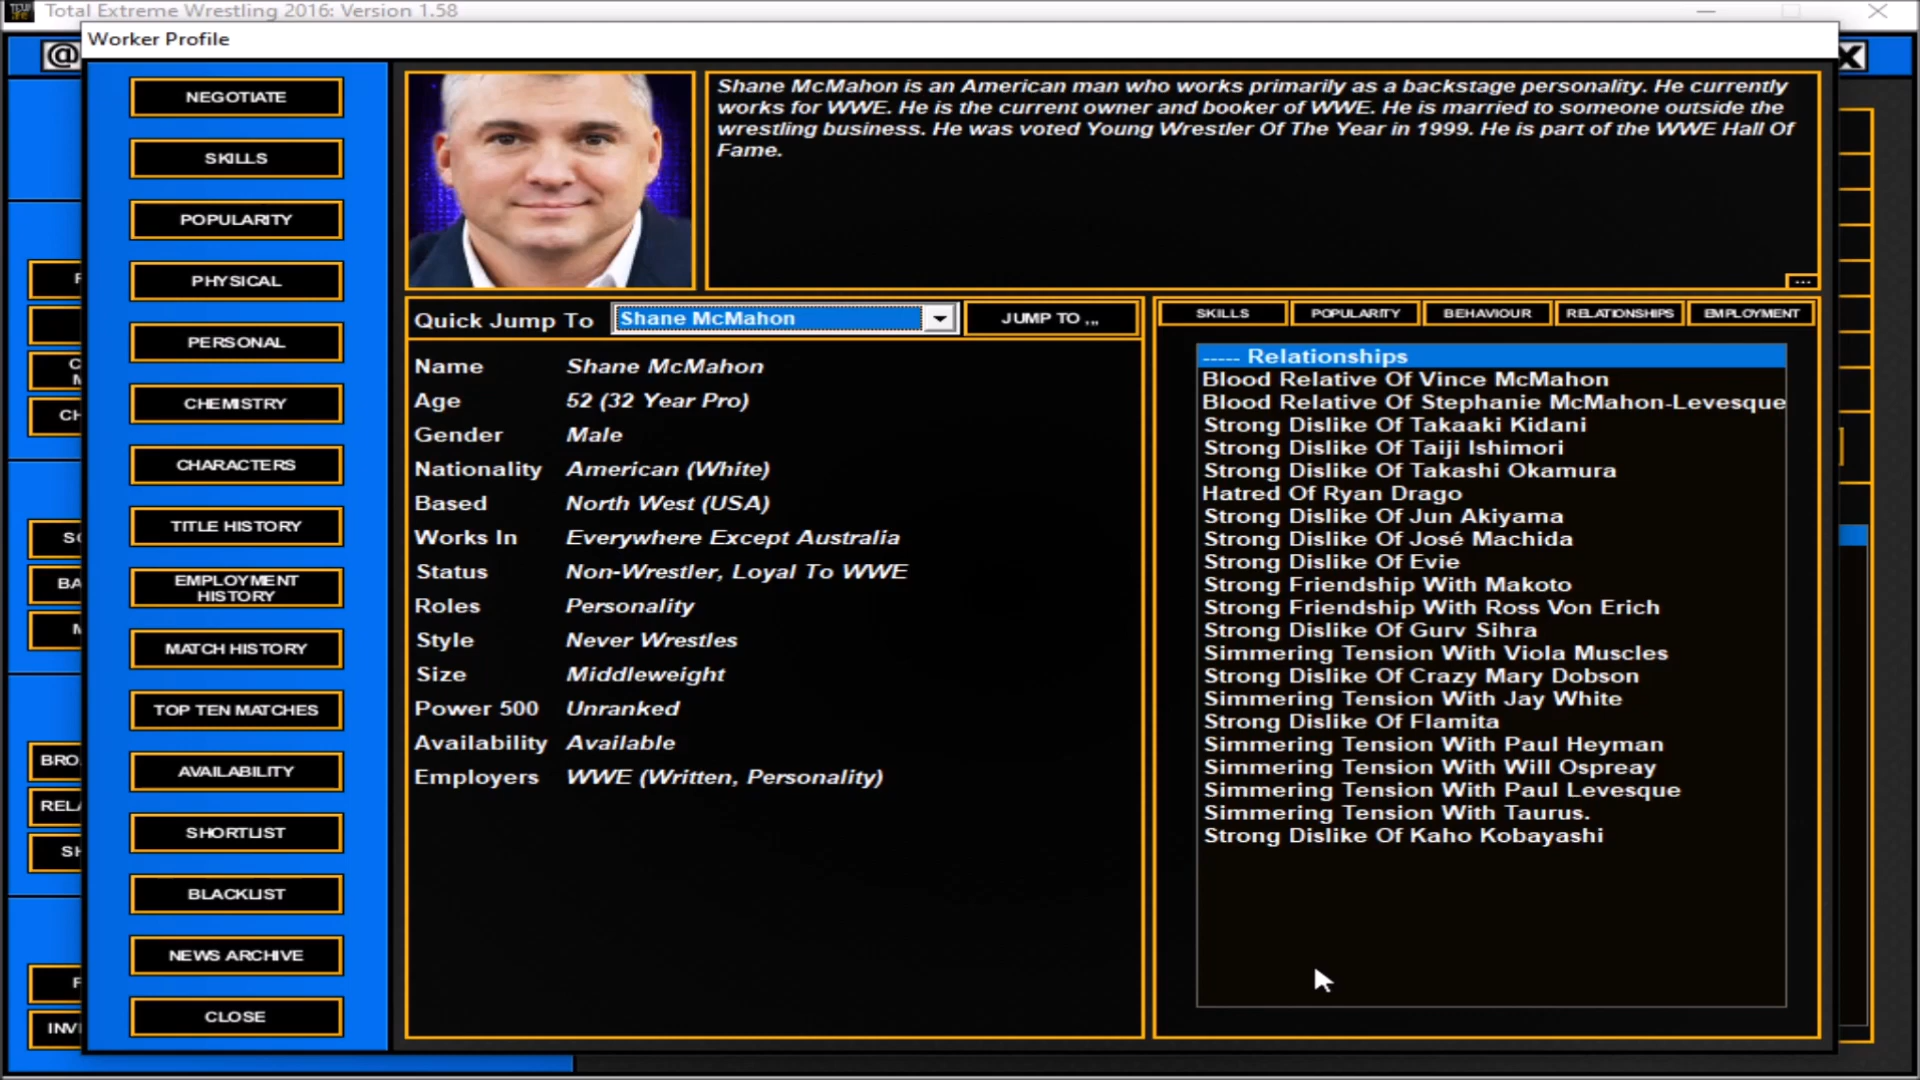 Total Extreme Wrestling 2016: Version 1.58
Worker Profile
@
X
NEGOTIATE
SKILLS
POPULARITY
PHYSICAL
PERSONAL
CHEMISTRY
CHARACTERS
TITLE HISTORY
EMPLOYMENT
HISTORY
MATCH HISTORY
TOP TEN MATCHES
AVAILABILITY
SHORTLIST
BLACKLIST
NEWS ARCHIVE
CLOSE
Shane McMahon is an American man who works primarily as a backstage personality. He currently
works for WWE. He is the current owner and booker of WWE. He is married to someone outside the
wrestling business. He was voted Young Wrestler Of The Year in 1999. He is part of the WWE Hall Of
Fame.
...
Quick Jump To Shane McMahon JUMP TO ...
Name Shane McMahon
Age 52 (32 Year Pro)
Gender Male
Nationality American (White)
Based North West (USA)
Works In Everywhere Except Australia
Status Non-Wrestler, Loyal To WWE
Roles Personality
Style Never Wrestles
Size Middleweight
Power 500 Unranked
Availability Available
Employers WWE (Written, Personality)
SKILLS POPULARITY BEHAVIOUR RELATIONSHIPS EMPLOYMENT
----- Relationships
Blood Relative Of Vince McMahon
Blood Relative Of Stephanie McMahon-Levesque
Strong Dislike Of Takaaki Kidani
Strong Dislike Of Taiji Ishimori
Strong Dislike Of Takashi Okamura
Hatred Of Ryan Drago
Strong Dislike Of Jun Akiyama
Strong Dislike Of José Machida
Strong Dislike Of Evie
Strong Friendship With Makoto
Strong Friendship With Ross Von Erich
Strong Dislike Of Gurv Sihra
Simmering Tension With Viola Muscles
Strong Dislike Of Crazy Mary Dobson
Simmering Tension With Jay White
Strong Dislike Of Flamita
Simmering Tension With Paul Heyman
Simmering Tension With Will Ospreay
Simmering Tension With Paul Levesque
Simmering Tension With Taurus.
Strong Dislike Of Kaho Kobayashi